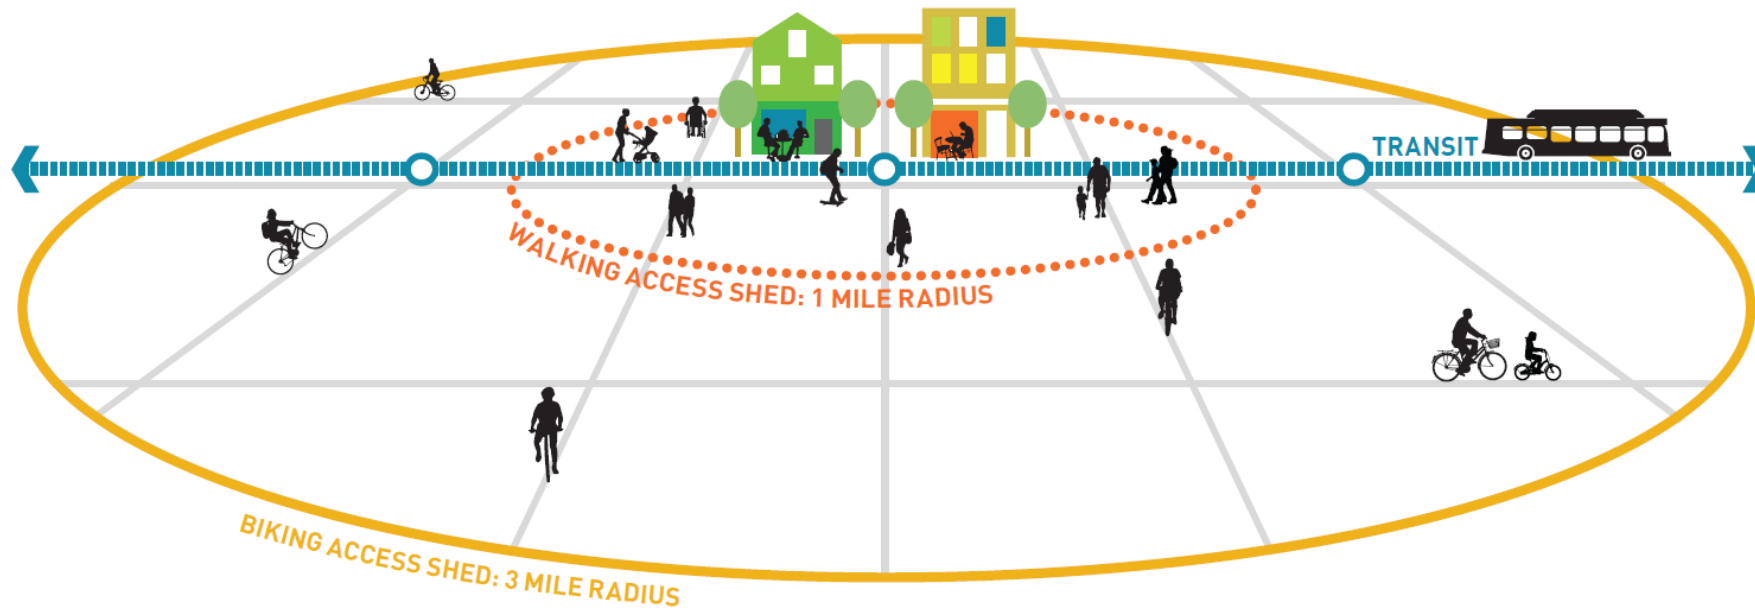 TRANSIT
WALKING ACCESS SHED: 1 MILE RADIUS
BIKING ACCESS SHED: 3 MILE RADIUS